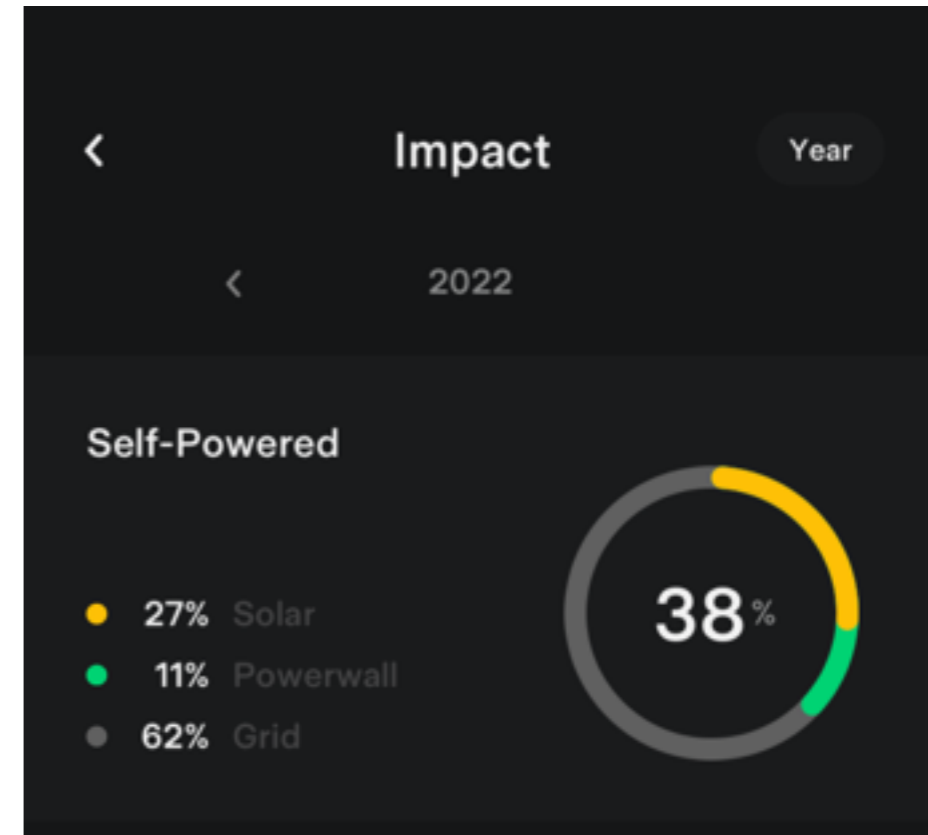 Impact
Year
2022
Self-Powered
27% Solar
11% Powerwall
62% Grid
38%